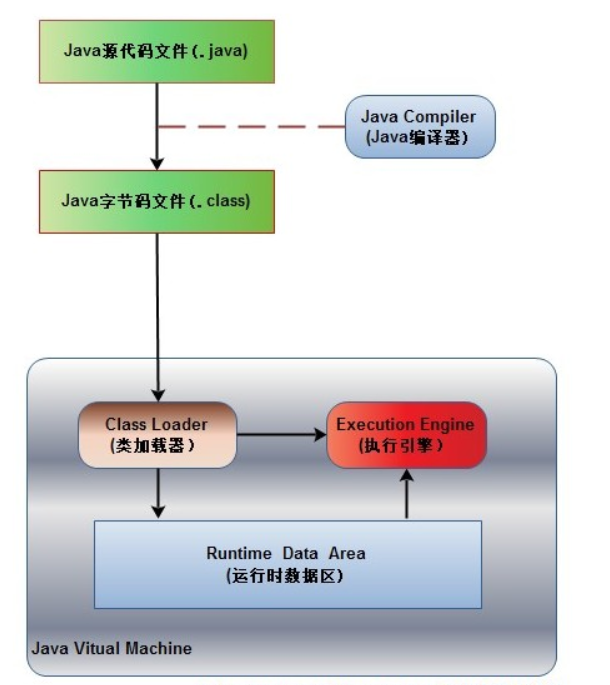 Java源代码文件(.java)
Java Compiler
(Java编译器)
Java字节码文件(.class)
Class Loader
(类加载器)
Execution Engine
(执行引擎)
Runtime Data Area
(运行时数据区)
Java Vitual Machine